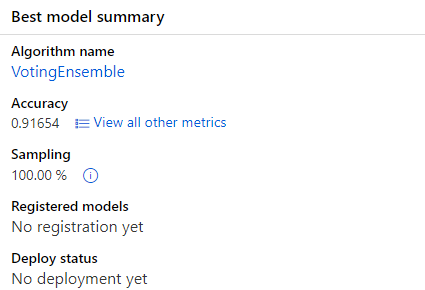 Best model summary
Algorithm name
VotingEnsemble
Accuracy
0.91654 View all other metrics
Sampling
100.00 %
Registered models
No registration yet
Deploy status
No deployment yet